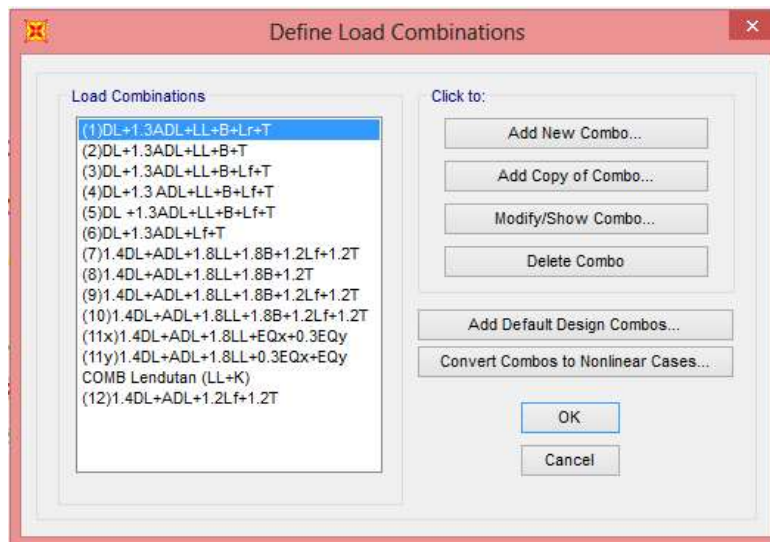 Define Load Combinations
Load Combinations
(1)DL+1.3ADL+LL+B+Lr+T
(2)DL+1.3ADL+LL+B+T
(3)DL+1.3ADL+LL+B+Lf+T
(4)DL+1.3 ADL+LL+B+Lf+T
(5)DL +1.3ADL+LL+B+Lf+T
(6)DL+1.3ADL+Lf+T
(7)1.4DL+ADL+1.8LL+1.8B+1.2Lf+1.2T
(8)1.4DL+ADL+1.8LL+1.8B+1.2T
(9)1.4DL+ADL+1.8LL+1.8B+1.2Lf+1.2T
(10)1.4DL+ADL+1.8LL+1.8B+1.2Lf+1.2T
(11x)1.4DL+ADL+1.8LL+EQx+0.3EQy
(11y)1.4DL+ADL+1.8LL+0.3EQx+EQy
COMB Lendutan (LL+K)
(12)1.4DL+ADL+1.2Lf+1.2T
Click to:
Add New Combo...
Add Copy of Combo...
Modify/Show Combo...
Delete Combo
Add Default Design Combos...
Convert Combos to Nonlinear Cases...
OK
Cancel